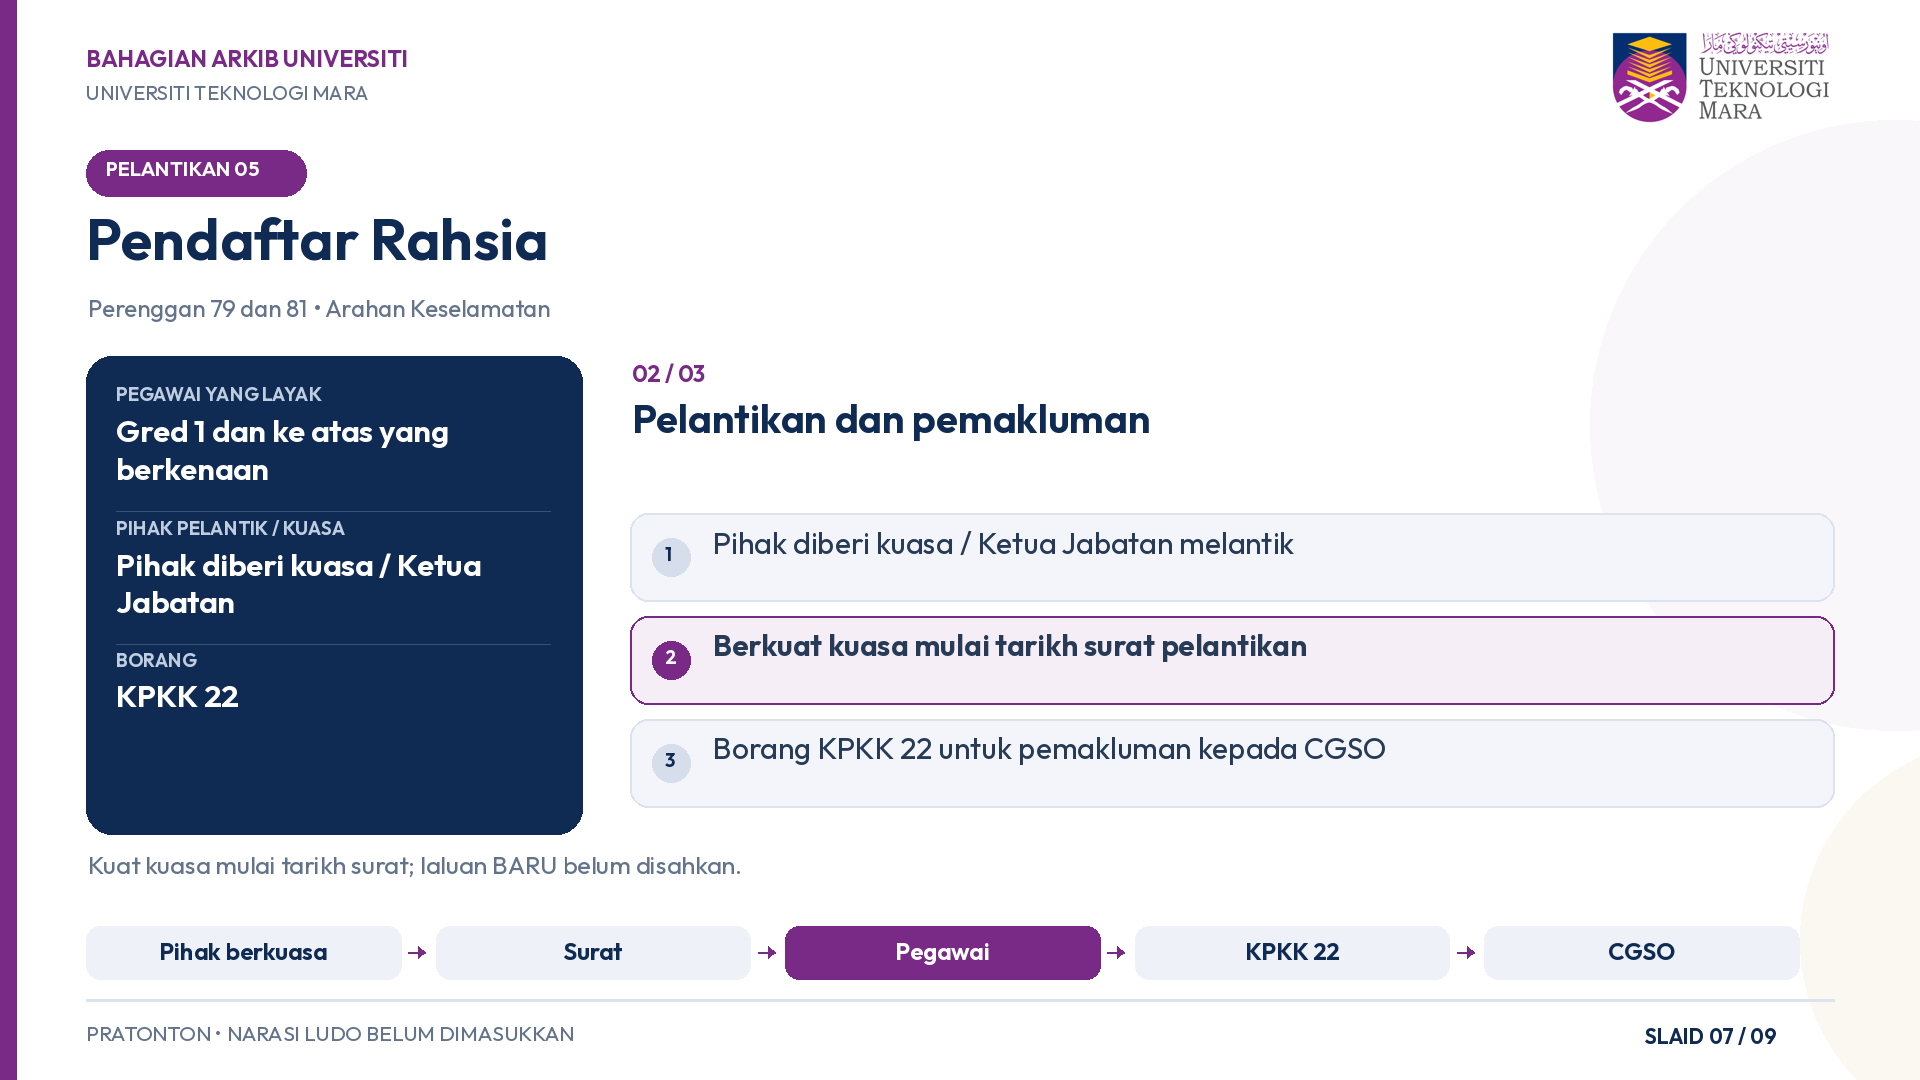 BAHAGIAN ARKIB UNIVERSITI
UNIVERSITI TEKNOLOGI MARA
اونيۏرسيتي تيكنولوڬي مارا
UNIVERSITI
TEKNOLOGI
MARA
PELANTIKAN 05
Pendaftar Rahsia
Perenggan 79 dan 81 • Arahan Keselamatan
PEGAWAI YANG LAYAK
Gred 1 dan ke atas yang
berkenaan
PIHAK PELANTIK / KUASA
Pihak diberi kuasa / Ketua
Jabatan
BORANG
KPKK 22
02 / 03
Pelantikan dan pemakluman
1 Pihak diberi kuasa / Ketua Jabatan melantik
2 Berkuat kuasa mulai tarikh surat pelantikan
3 Borang KPKK 22 untuk pemakluman kepada CGSO
Kuat kuasa mulai tarikh surat; laluan BARU belum disahkan.
Pihak berkuasa → Surat → Pegawai → KPKK 22 → CGSO
PRATONTON • NARASI LUDO BELUM DIMASUKKAN
SLAID 07 / 09